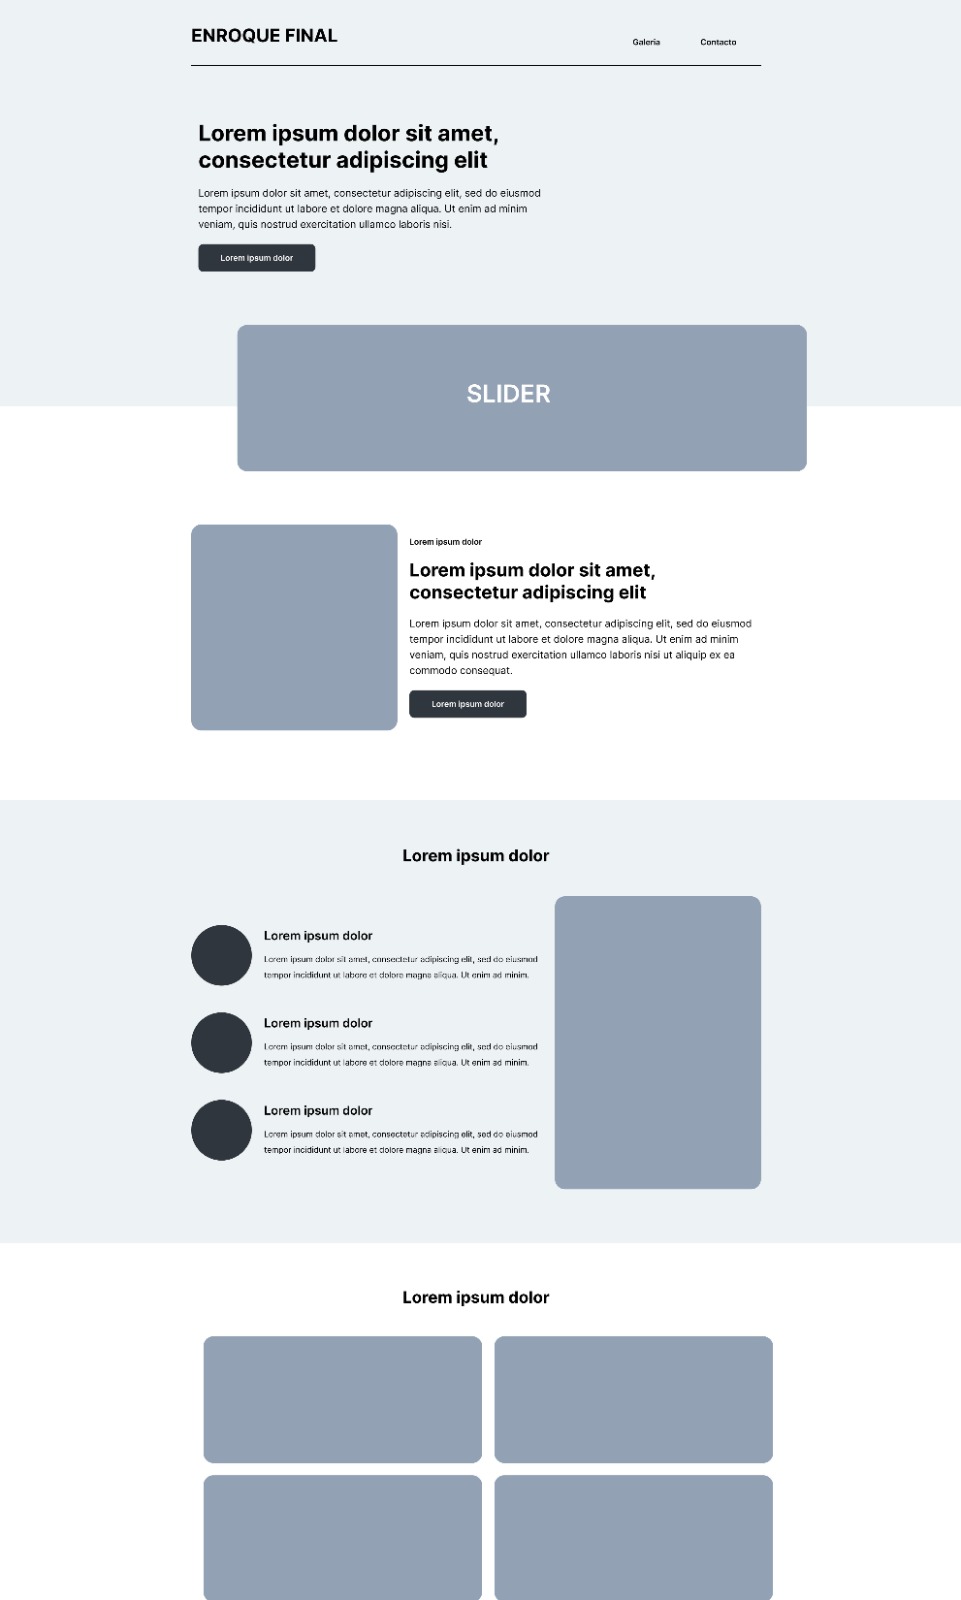 ENROQUE FINAL
Galeria
Contacto
Lorem ipsum dolor sit amet,
consectetur adipiscing elit
Lorem ipsum dolor sit amet, consectetur adipiscing elit, sed do eiusmod
tempor incididunt ut labore et dolore magna aliqua. Ut enim ad minim
veniam, quis nostrud exercitation ullamco laboris nisi.
Lorem ipsum dolor
SLIDER
Lorem ipsum dolor
Lorem ipsum dolor sit amet,
consectetur adipiscing elit
Lorem ipsum dolor sit amet, consectetur adipiscing elit, sed do eiusmod
tempor incididunt ut labore et dolore magna aliqua. Ut enim ad minim
veniam, quis nostrud exercitation ullamco laboris nisi ut aliquip ex ea
commodo consequat.
Lorem ipsum dolor
Lorem ipsum dolor
Lorem ipsum dolor
Lorem ipsum dolor sit amet, consectetur adipiscing elit, sed do eiusmod
tempor incididunt ut labore et dolore magna aliqua. Ut enim ad minim.
Lorem ipsum dolor
Lorem ipsum dolor sit amet, consectetur adipiscing elit, sed do eiusmod
tempor incididunt ut labore et dolore magna aliqua. Ut enim ad minim.
Lorem ipsum dolor
Lorem ipsum dolor sit amet, consectetur adipiscing elit, sed do eiusmod
tempor incididunt ut labore et dolore magna aliqua. Ut enim ad minim.
Lorem ipsum dolor